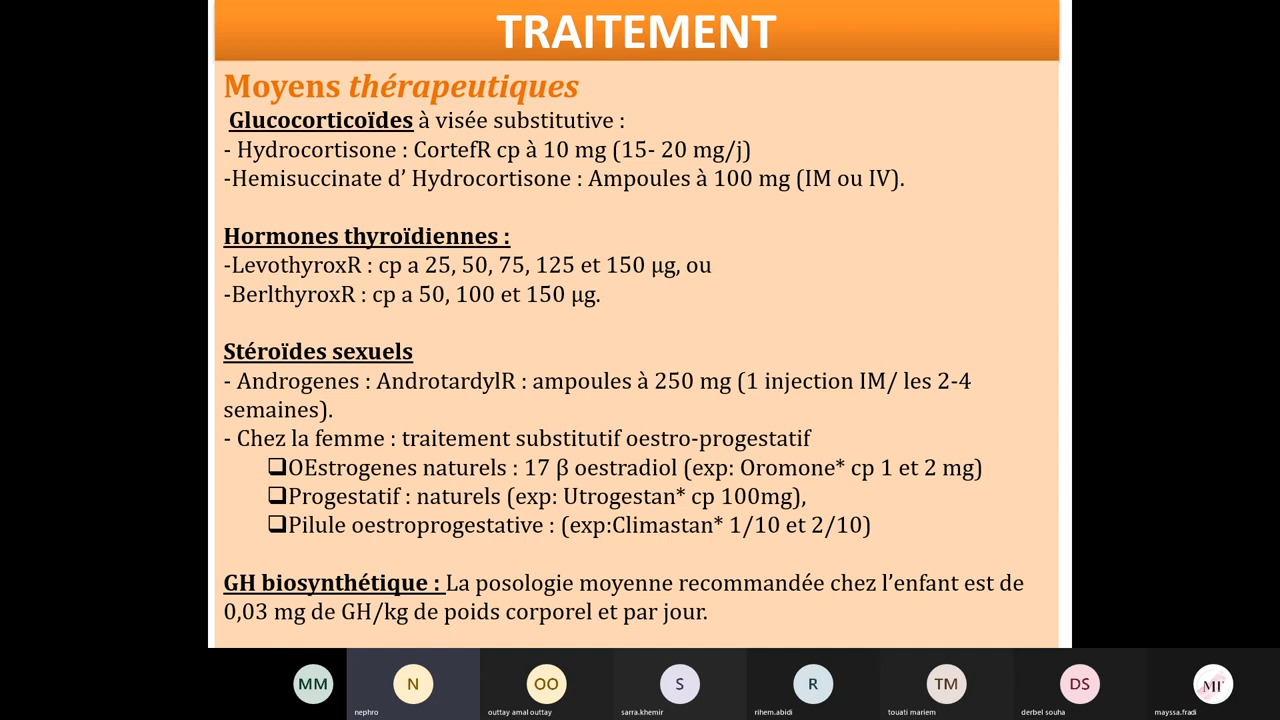 TRAITEMENT
Moyens thérapeutiques
Glucocorticoïdes à visée substitutive :
- Hydrocortisone : CortefR cp à 10 mg (15- 20 mg/j)
-Hemisuccinate d’ Hydrocortisone : Ampoules à 100 mg (IM ou IV).
Hormones thyroïdiennes :
-LevothyroxR : cp a 25, 50, 75, 125 et 150 µg, ou
-BerlthyroxR : cp a 50, 100 et 150 µg.
Stéroïdes sexuels
- Androgenes : AndrotardylR : ampoules à 250 mg (1 injection IM/ les 2-4
semaines).
- Chez la femme : traitement substitutif oestro-progestatif
❑OEstrogenes naturels : 17 β oestradiol (exp: Oromone* cp 1 et 2 mg)
❑Progestatif : naturels (exp: Utrogestan* cp 100mg),
❑Pilule oestroprogestative : (exp:Climastan* 1/10 et 2/10)
GH biosynthétique : La posologie moyenne recommandée chez l’enfant est de
0,03 mg de GH/kg de poids corporel et par jour.
MM N OO S R TM DS MF
nephro outtay amal outtay sarra.khemir rihem.abidi touati mariem derbel souha mayssa.fradi